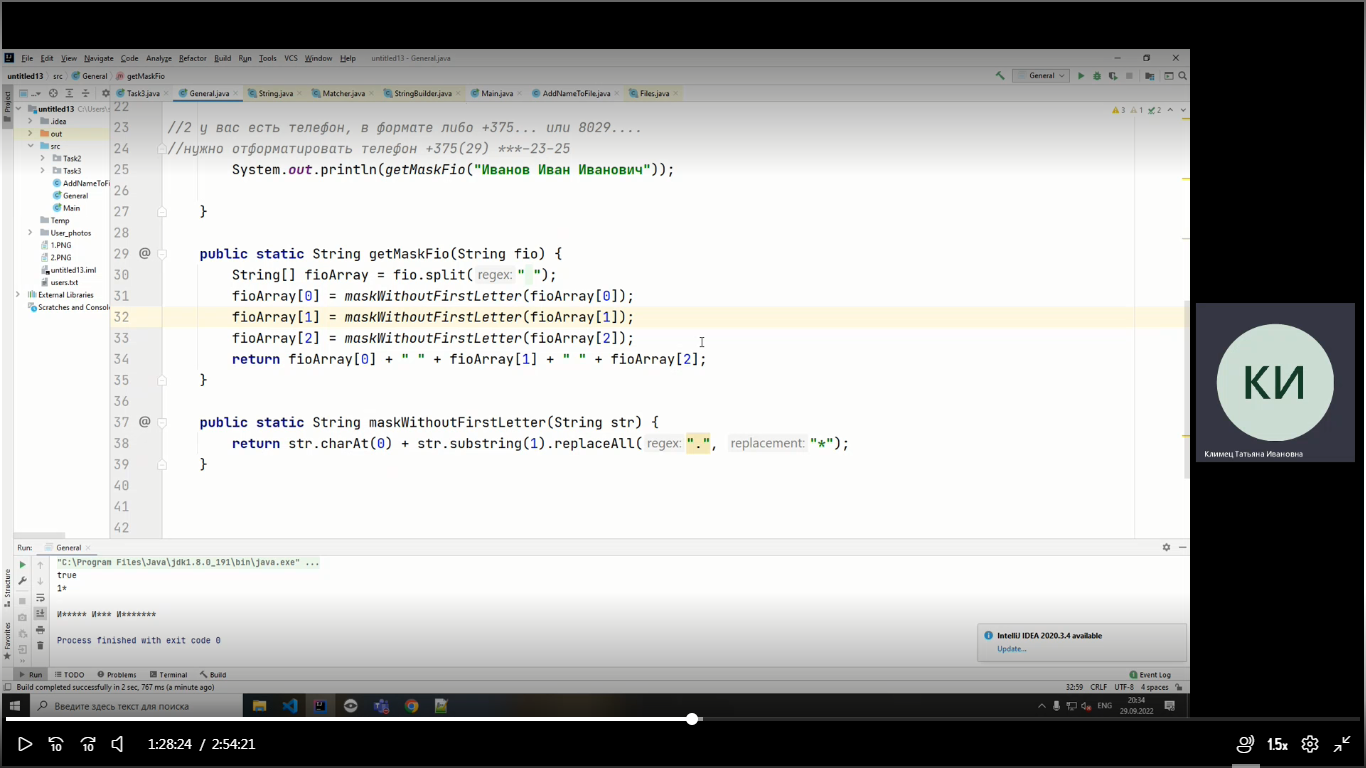 File Edit View Navigate Code Analyze Refactor Build Run Tools VCS Window Help untitled13 - General.java
untitled13 src General getMaskFio General
Project Task3.java General.java String.java Matcher.java StringBuilder.java Main.java AddNameToFile.java Files.java
untitled13 C:\Users\
.idea
out
src
Task2
Task3
AddNameToFi
General
Main
Temp
User_photos
1.PNG
2.PNG
untitled13.iml
users.txt
External Libraries
Scratches and Consol
3 1 2
22
23 //2 у вас есть телефон, в формате либо +375... или 8029....
24 //нужно отформатировать телефон +375(29) ***-23-25
25 System.out.println(getMaskFio("Иванов Иван Иванович"));
26
27 }
28
29 @ public static String getMaskFio(String fio) {
30 String[] fioArray = fio.split( regex: " ");
31 fioArray[0] = maskWithoutFirstLetter(fioArray[0]);
32 fioArray[1] = maskWithoutFirstLetter(fioArray[1]);
33 fioArray[2] = maskWithoutFirstLetter(fioArray[2]);
34 return fioArray[0] + " " + fioArray[1] + " " + fioArray[2];
35 }
36
37 @ public static String maskWithoutFirstLetter(String str) {
38 return str.charAt(0) + str.substring(1).replaceAll( regex: ".", replacement: "*");
39 }
40
41
42
КИ
Климец Татьяна Ивановна
Run: General
"C:\Program Files\Java\jdk1.8.0_191\bin\java.exe" ...
true
1*
И***** И*** И*******
Process finished with exit code 0
Structure
Favorites
IntelliJ IDEA 2020.3.4 available
Update...
Run TODO Problems Terminal Build Event Log
Build completed successfully in 2 sec, 767 ms (a minute ago) 32:59 CRLF UTF-8 4 spaces
Введите здесь текст для поиска ENG 20:34
29.09.2022
10 10 1:28:24 / 2:54:21 1.5x